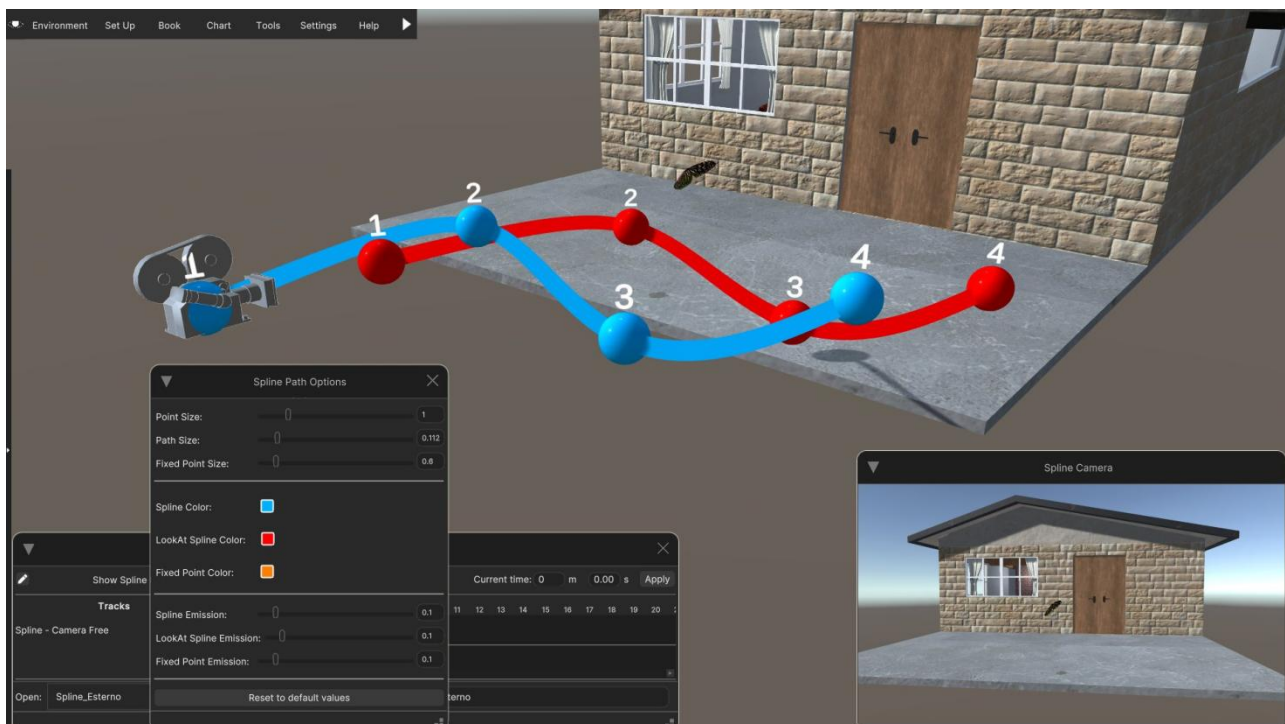 Environment Set Up Book Chart Tools Settings Help
1
2
3
4
1
2
3
4
Spline Path Options
Point Size: 1
Path Size: 0.112
Fixed Point Size: 0.6
Spline Color:
LookAt Spline Color:
Fixed Point Color:
Spline Emission: 0.1
LookAt Spline Emission: 0.1
Fixed Point Emission: 0.1
Reset to default values
Show Spline
Current time: 0 m 0.00 s Apply
Tracks
11 12 13 14 15 16 17 18 19 20
Spline - Camera Free
Open: Spline_Esterno
terno
Spline Camera